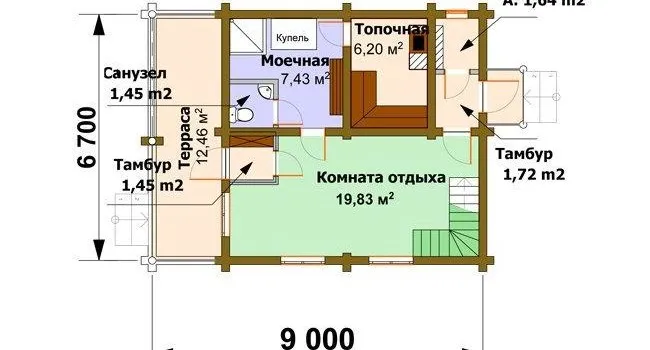 А: 1,64 м2
Топочная
6,20 м²
Купель
Моечная
7,43 м²
Санузел
1,45 m2
Терраса
12,46 м²
6 700
Тамбур
1,45 m2
Тамбур
1,72 m2
Комната отдыха
19,83 м²
9 000